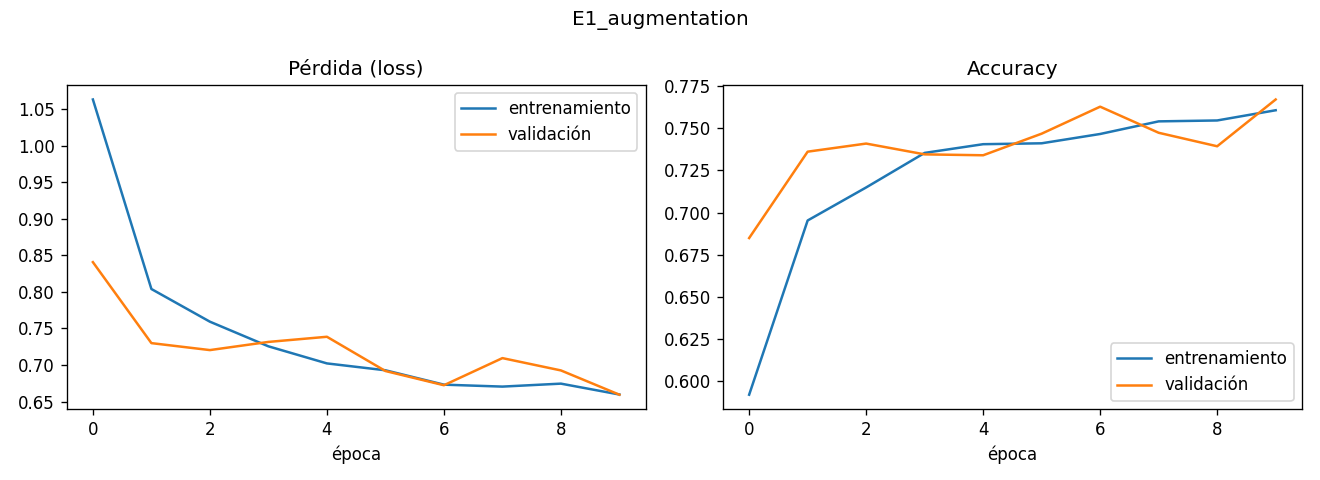 E1_augmentation
Pérdida (loss)
1.05
1.00
0.95
0.90
0.85
0.80
0.75
0.70
0.65
0 2 4 6 8
época
entrenamiento
validación
Accuracy
0.775
0.750
0.725
0.700
0.675
0.650
0.625
0.600
0 2 4 6 8
época
entrenamiento
validación